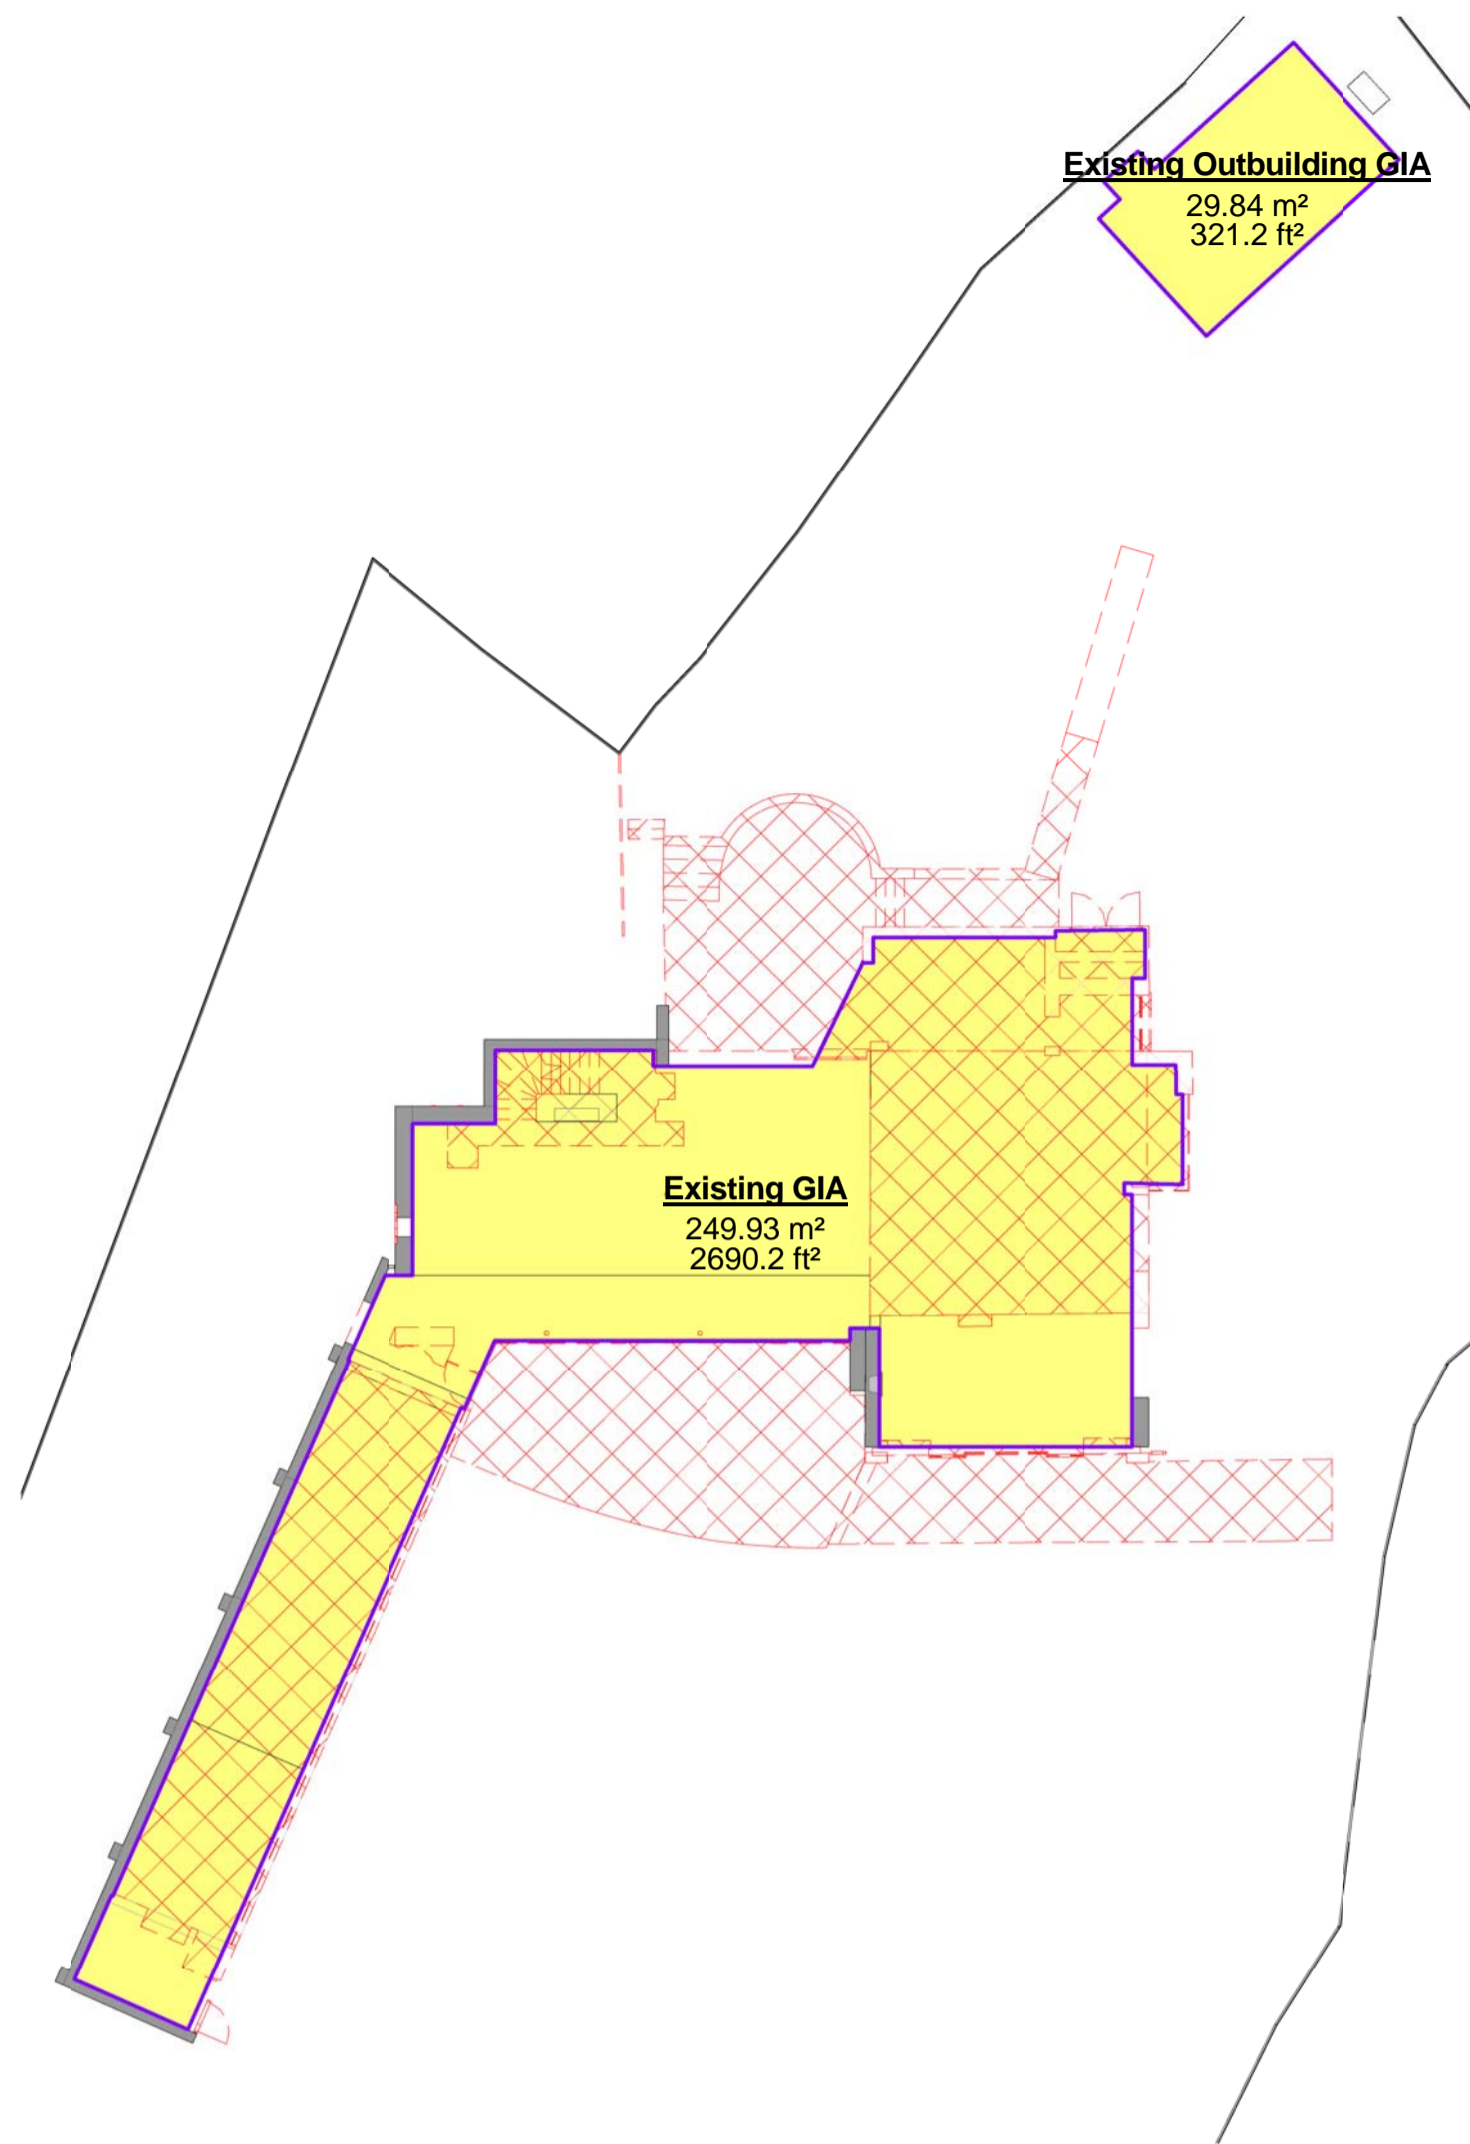 Existing Outbuilding GIA
29.84 m²
321.2 ft²
Existing GIA
249.93 m²
2690.2 ft²